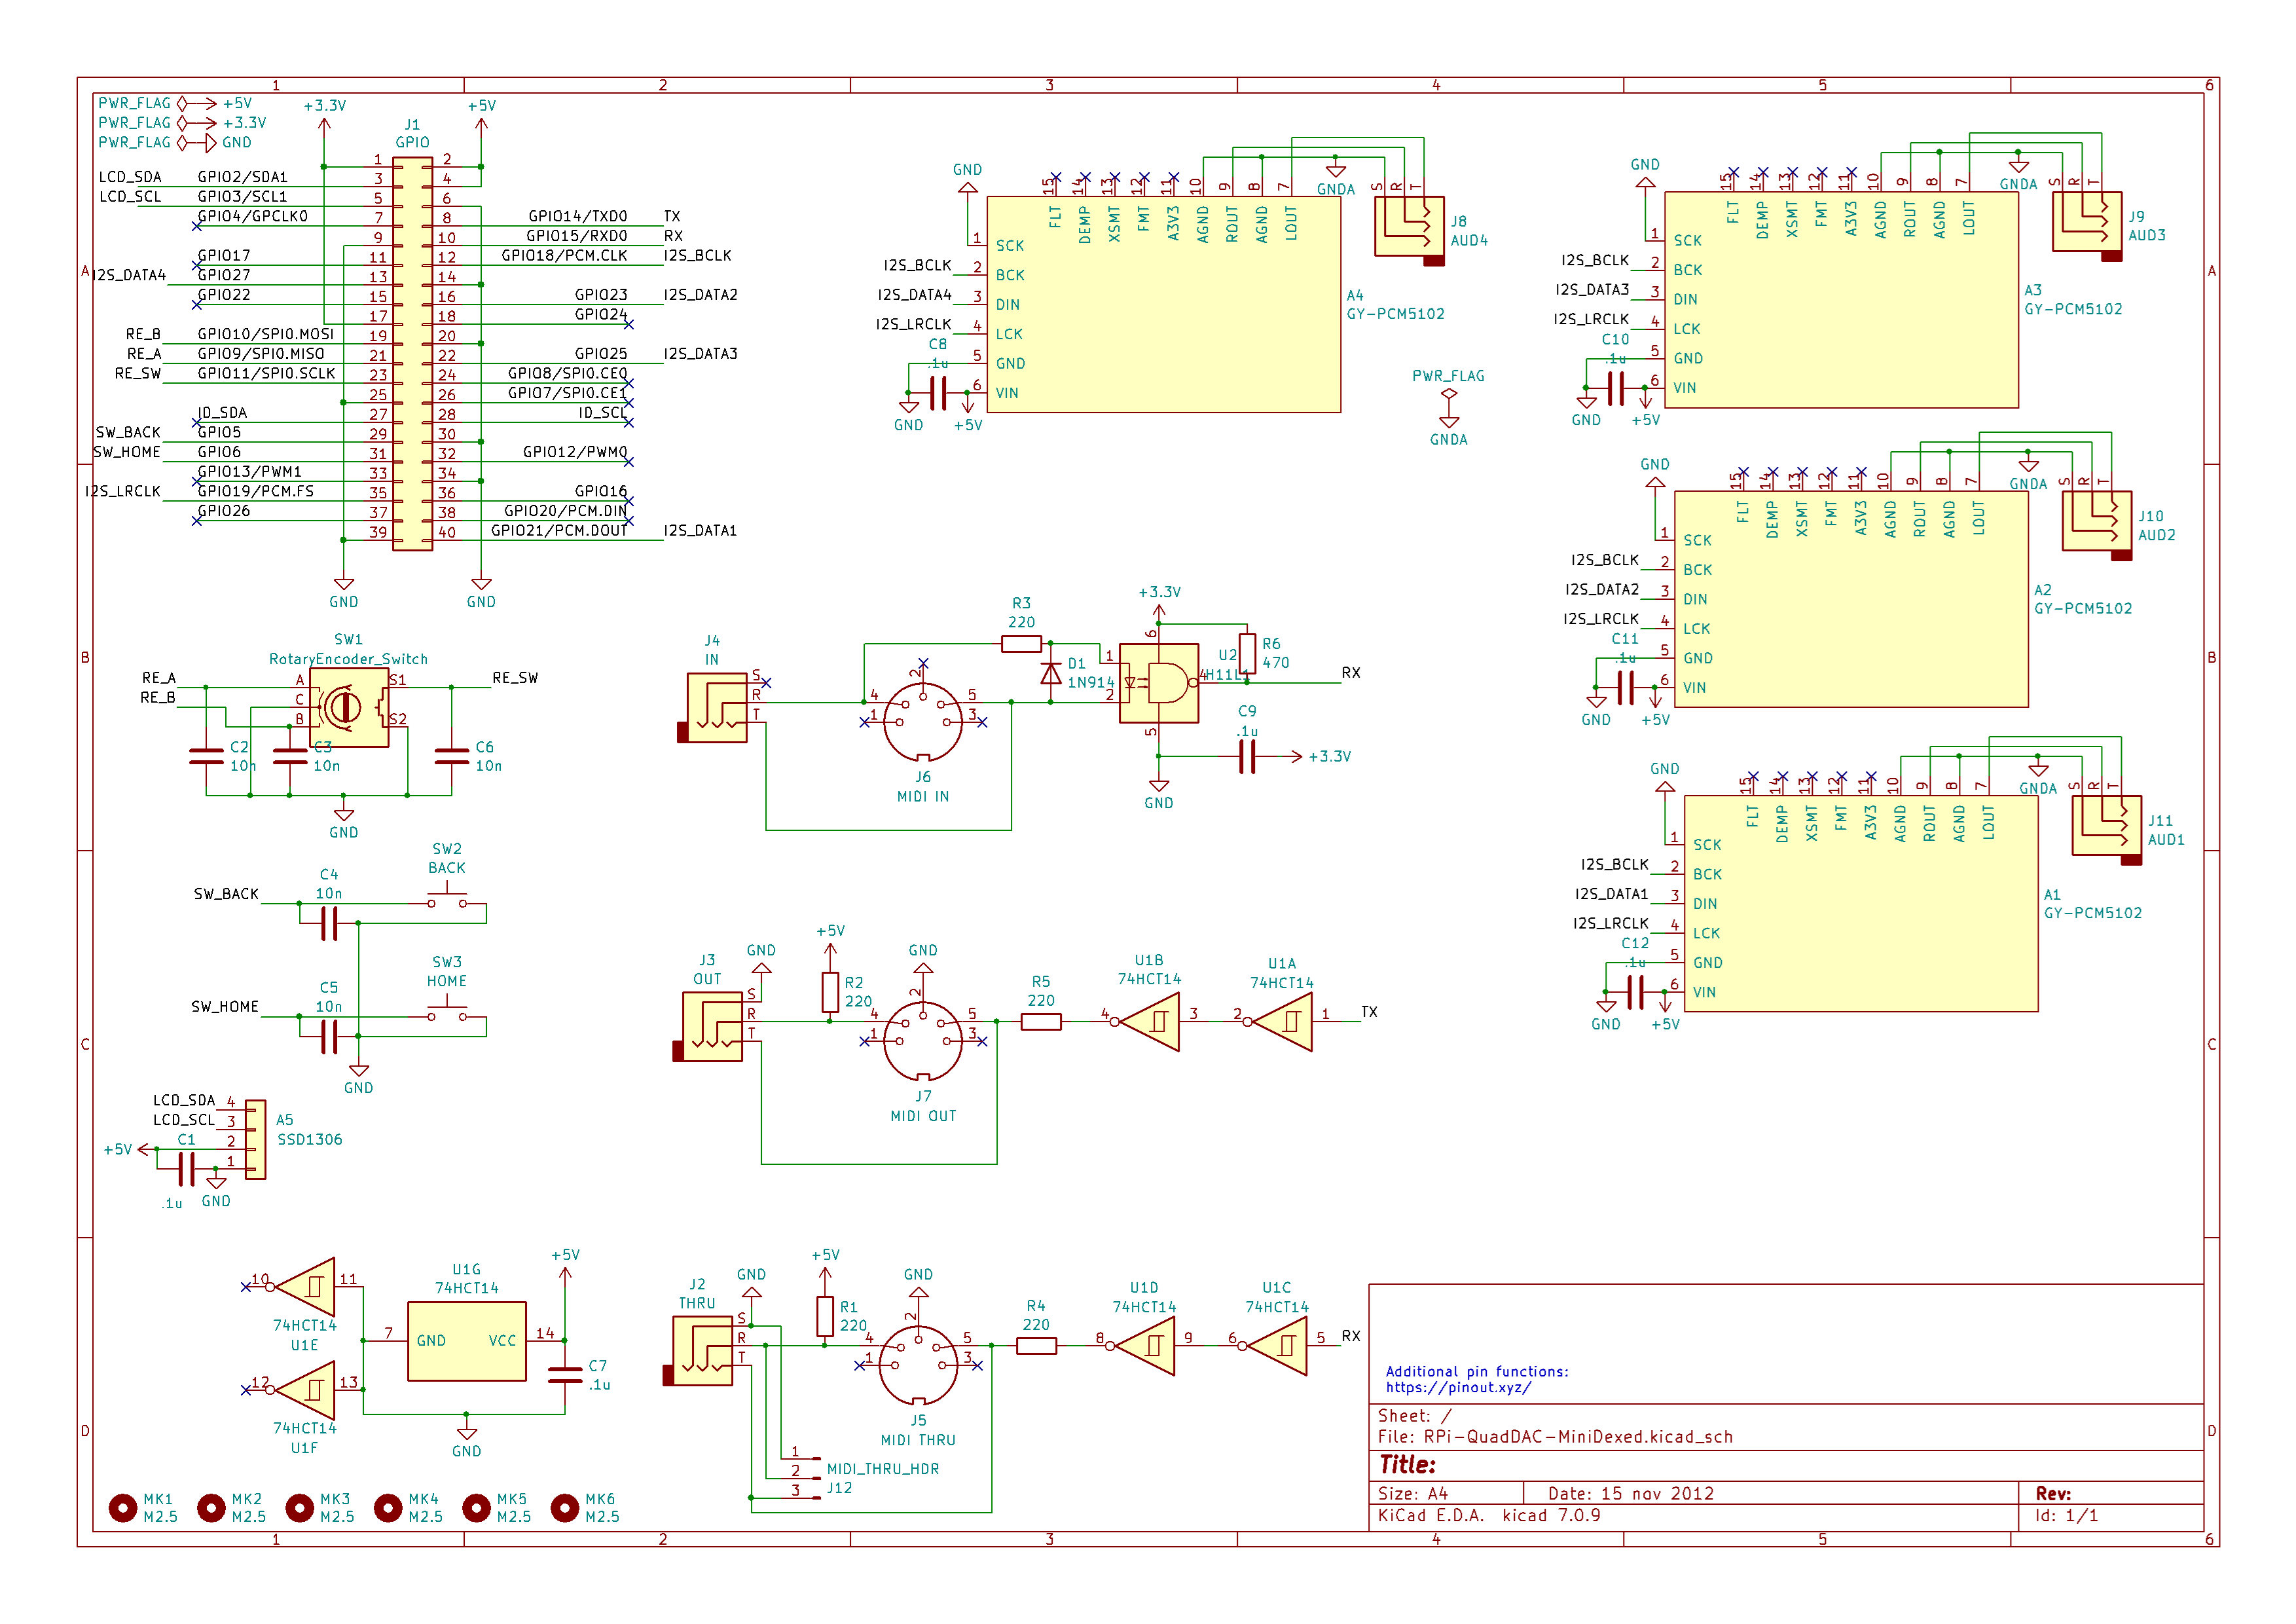 1 2 3 4 5 6
PWR_FLAG +5V
PWR_FLAG +3.3V
PWR_FLAG GND
+3.3V
+5V
J1
GPIO
1 2
LCD_SDA GPIO2/SDA1 3 4
LCD_SCL GPIO3/SCL1 5 6
GPIO4/GPCLK0 7 8 GPIO14/TXD0 TX
9 10 GPIO15/RXD0 RX
GPIO17 11 12 GPIO18/PCM.CLK I2S_BCLK
I2S_DATA4 GPIO27 13 14
GPIO22 15 16 GPIO23 I2S_DATA2
17 18 GPIO24
RE_B GPIO10/SPI0.MOSI 19 20
RE_A GPIO9/SPI0.MISO 21 22 GPIO25 I2S_DATA3
RE_SW GPIO11/SPI0.SCLK 23 24 GPIO8/SPI0.CE0
25 26 GPIO7/SPI0.CE1
ID_SDA 27 28 ID_SCL
SW_BACK GPIO5 29 30
SW_HOME GPIO6 31 32 GPIO12/PWM0
GPIO13/PWM1 33 34
I2S_LRCLK GPIO19/PCM.FS 35 36 GPIO16
GPIO26 37 38 GPIO20/PCM.DIN
39 40 GPIO21/PCM.DOUT I2S_DATA1
GND
GND
GND
15 14 13 12 11 10 9 8 7
FLT DEMP XSMT FMT A3V3 AGND ROUT AGND LOUT
GNDA
S R T
J8
AUD4
1 SCK
I2S_BCLK 2 BCK
I2S_DATA4 3 DIN
I2S_LRCLK 4 LCK
5 GND
6 VIN
C8
.1u
GND
+5V
A4
GY-PCM5102
PWR_FLAG
GNDA
GND
15 14 13 12 11 10 9 8 7
FLT DEMP XSMT FMT A3V3 AGND ROUT AGND LOUT
GNDA
S R T
J9
AUD3
1 SCK
I2S_BCLK 2 BCK
I2S_DATA3 3 DIN
I2S_LRCLK 4 LCK
5 GND
6 VIN
C10
.1u
GND
+5V
A3
GY-PCM5102
GND
15 14 13 12 11 10 9 8 7
FLT DEMP XSMT FMT A3V3 AGND ROUT AGND LOUT
GNDA
S R T
J10
AUD2
1 SCK
I2S_BCLK 2 BCK
I2S_DATA2 3 DIN
I2S_LRCLK 4 LCK
5 GND
6 VIN
C11
.1u
GND
+5V
A2
GY-PCM5102
GND
15 14 13 12 11 10 9 8 7
FLT DEMP XSMT FMT A3V3 AGND ROUT AGND LOUT
GNDA
S R T
J11
AUD1
1 SCK
I2S_BCLK 2 BCK
I2S_DATA1 3 DIN
I2S_LRCLK 4 LCK
5 GND
6 VIN
C12
.1u
GND
+5V
A1
GY-PCM5102
SW1
RotaryEncoder_Switch
RE_A A S1 RE_SW
C
RE_B B S2
C2
10n
C3
10n
C6
10n
GND
J4
IN
S
R
T
4 5
1 3
J6
MIDI IN
R3
220
D1
1N914
1
2
+3.3V
6
U2
H11L1
4
5
R6
470
RX
C9
.1u
+3.3V
GND
SW2
BACK
SW_BACK
C4
10n
SW3
HOME
SW_HOME
C5
10n
GND
J3
OUT
GND
S
R
T
+5V
R2
220
GND
2
4 5
1 3
J7
MIDI OUT
R5
220
U1B
74HCT14
4 3
U1A
74HCT14
2 1
TX
LCD_SDA 4
LCD_SCL 3
2
1
A5
SSD1306
+5V
C1
.1u
GND
10 11
74HCT14
U1E
12 13
74HCT14
U1F
U1G
74HCT14
7 GND VCC 14
+5V
C7
.1u
GND
J2
THRU
GND
S
R
T
+5V
R1
220
GND
2
4 5
1 3
J5
MIDI THRU
R4
220
U1D
74HCT14
8 9
U1C
74HCT14
6 5
RX
1
2
3
MIDI_THRU_HDR
J12
MK1
M2.5
MK2
M2.5
MK3
M2.5
MK4
M2.5
MK5
M2.5
MK6
M2.5
Additional pin functions:
https://pinout.xyz/
Sheet: /
File: RPi-QuadDAC-MiniDexed.kicad_sch
Title:
Size: A4 Date: 15 nov 2012 Rev:
KiCad E.D.A. kicad 7.0.9 Id: 1/1
A
B
C
D
A
B
C
D
1 2 3 4 5 6